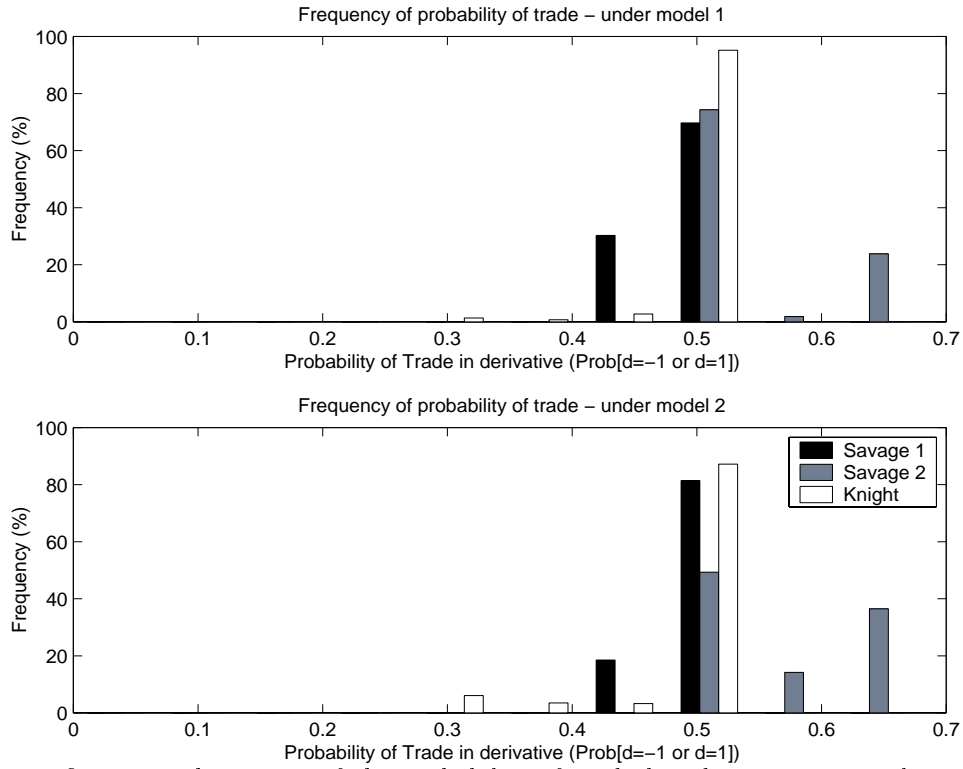 Frequency of probability of trade – under model 1
100
80
60
40
20
0
Frequency (%)
0 0.1 0.2 0.3 0.4 0.5 0.6 0.7
Probability of Trade in derivative (Prob[d=−1 or d=1])
Frequency of probability of trade – under model 2
100
80
60
40
20
0
Frequency (%)
Savage 1
Savage 2
Knight
0 0.1 0.2 0.3 0.4 0.5 0.6 0.7
Probability of Trade in derivative (Prob[d=−1 or d=1])